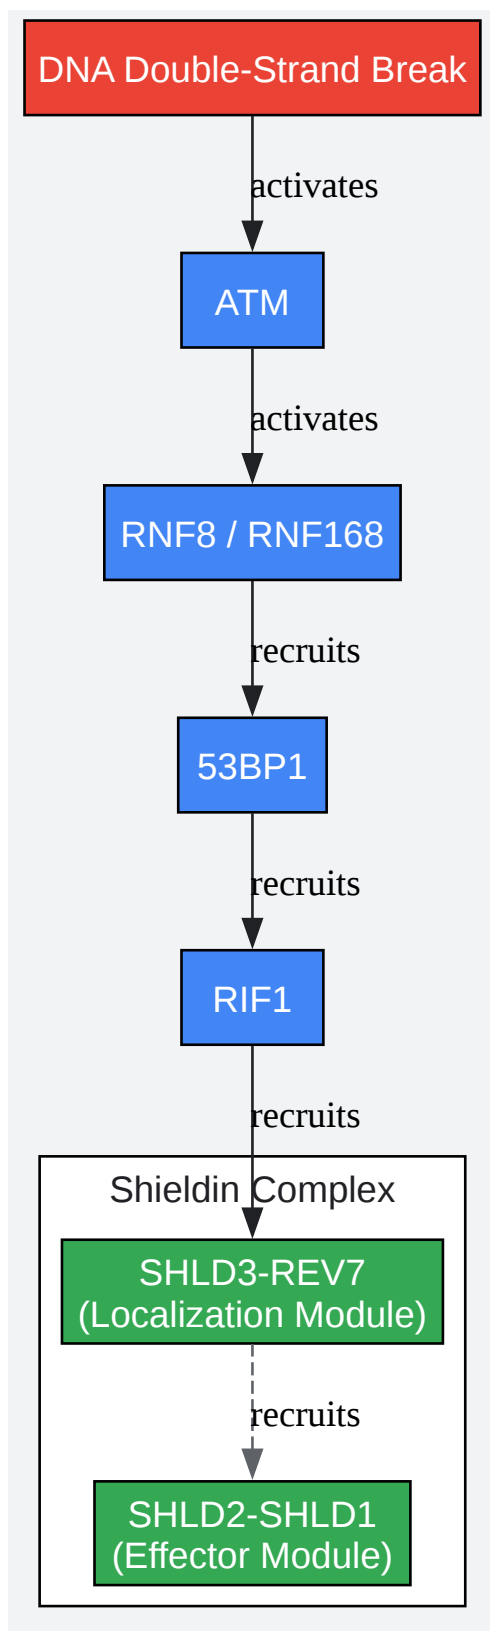 DNA Double-Strand Break
activates
ATM
activates
RNF8 / RNF168
recruits
53BP1
recruits
RIF1
recruits
Shieldin Complex
SHLD3-REV7
(Localization Module)
recruits
SHLD2-SHLD1
(Effector Module)